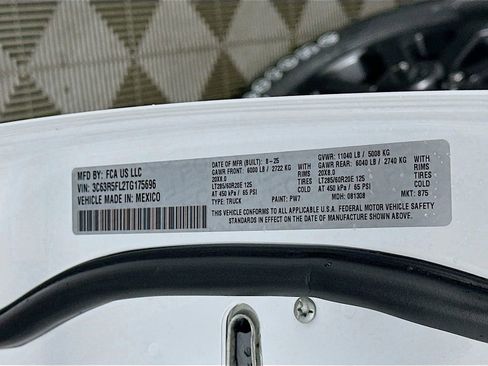 MFD BY: FCA US LLC
VIN: 3C63R5FL2TG175696
VEHICLE MADE IN: MEXICO
DATE OF MFR (BUILT): 8-25
GAWR FRONT: 6000 LB / 2722 KG
20X8.0
LT285/60R20E 125
AT 450 kPa / 65 PSI
TYPE: TRUCK
WITH
RIMS
TIRES
PAINT: PW7
GVWR: 11040 LB / 5008 KG
GAWR REAR: 6040 LB / 2740 KG
20X8.0
LT285/60R20E 125
AT 450 kPa / 65 PSI
MDH: 081308
WITH
RIMS
TIRES
MKT: 875
THIS VEHICLE CONFORMS TO ALL APPLICABLE U.S.A. FEDERAL MOTOR VEHICLE SAFETY
STANDARDS IN EFFECT ON THE DATE OF MANUFACTURE SHOWN ABOVE.